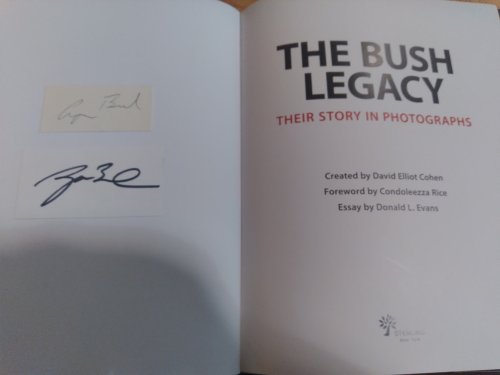 THE BUSH
LEGACY
THEIR STORY IN PHOTOGRAPHS
Created by David Elliot Cohen
Foreword by Condoleezza Rice
Essay by Donald L. Evans